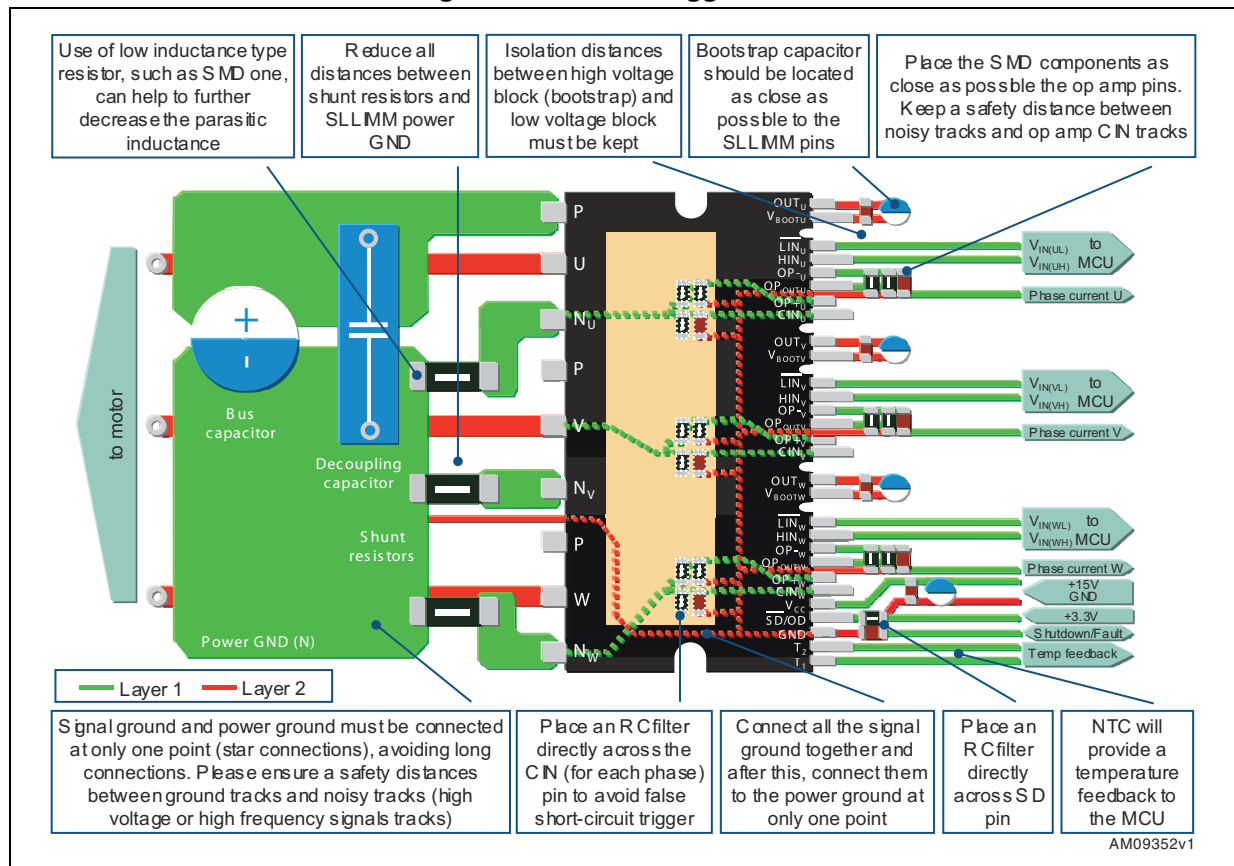 Use of low inductance type
resistor, such as SMD one,
can help to further
decrease the parasitic
inductance
Reduce all
distances between
shunt resistors and
SLLIMM power
GND
Isolation distances
between high voltage
block (bootstrap) and
low voltage block
must be kept
Bootstrap capacitor
should be located
as close as
possble to the
SLLIMM pins
Place the SMD components as
close as possible the op amp pins.
Keep a safety distance between
noisy tracks and op amp CIN tracks
to motor
Bus
capacitor
+
-
Decoupling
capacitor
Shunt
resistors
Power GND (N)
P
U
NU
P
V
NV
P
W
NW
OUTU
VBOOTU
LINU
HINU
OP-U
OPOUTU
OP+U
CINU
OUTV
VBOOTV
LINV
HINV
OP-V
OPOUTV
OP+V
CINV
OUTW
VBOOTW
LINW
HINW
OP-W
OPOUTW
OP+W
CINW
VCC
SD/OD
GND
T2
T1
VIN(UL) to
VIN(UH) MCU
Phase current U
VIN(VL) to
VIN(VH) MCU
Phase current V
VIN(WL) to
VIN(WH) MCU
Phase current W
+15V
GND
+3.3V
Shutdown/Fault
Temp feedback
Layer 1 Layer 2
Signal ground and power ground must be connected
at only one point (star connections), avoiding long
connections. Please ensure a safety distances
between ground tracks and noisy tracks (high
voltage or high frequency signals tracks)
Place an RC filter
directly across the
CIN (for each phase)
pin to avoid false
short-circuit trigger
Connect all the signal
ground together and
after this, connect them
to the power ground at
only one point
Place an
RC filter
directly
across SD
pin
NTC will
provide a
temperature
feedback to
the MCU
AM09352v1